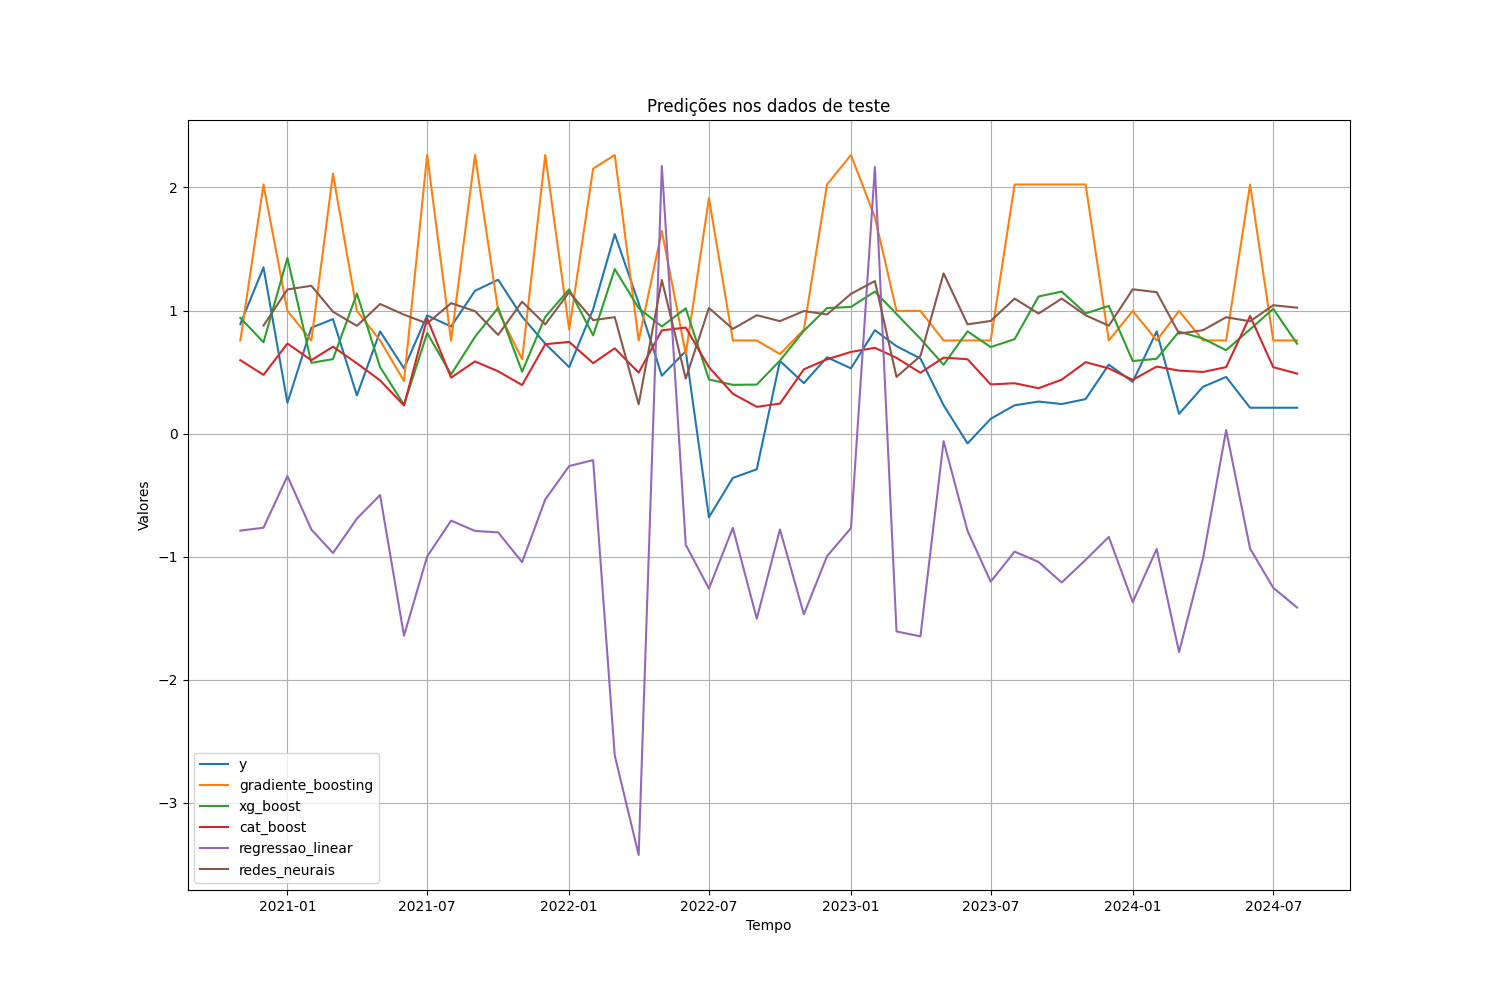 Predições nos dados de teste
Valores
2
1
0
−1
−2
−3
y
gradiente_boosting
xg_boost
cat_boost
regressao_linear
redes_neurais
2021-01 2021-07 2022-01 2022-07 2023-01 2023-07 2024-01 2024-07
Tempo